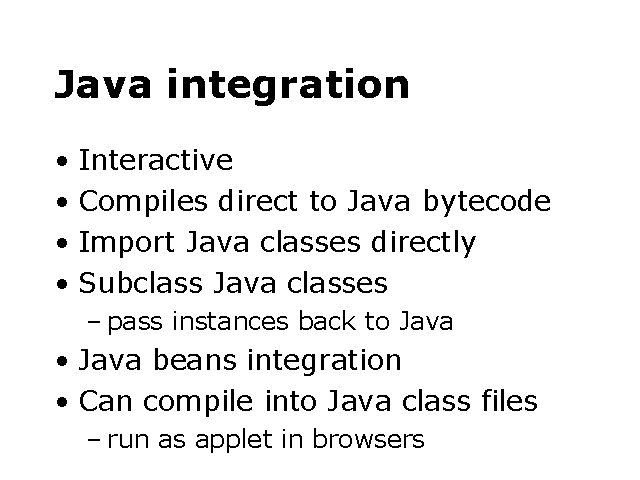 Java integration
• Interactive
• Compiles direct to Java bytecode
• Import Java classes directly
• Subclass Java classes
– pass instances back to Java
• Java beans integration
• Can compile into Java class files
– run as applet in browsers